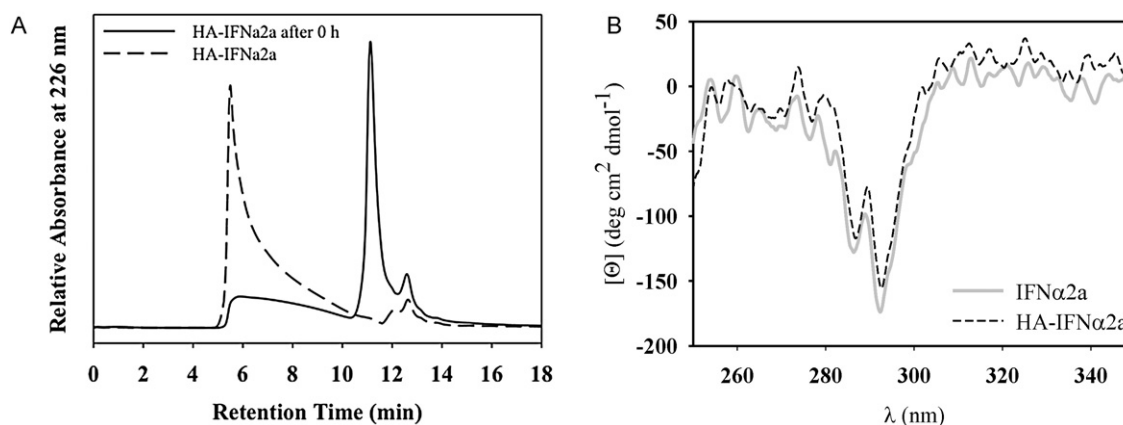 A
HA-IFNa2a after 0 h
HA-IFNa2a
Relative Absorbance at 226 nm
0 2 4 6 8 10 12 14 16 18
Retention Time (min)
B
50
0
-50
-100
-150
-200
[Θ] (deg cm² dmol⁻¹)
IFNα2a
HA-IFNα2a
260 280 300 320 340
λ (nm)